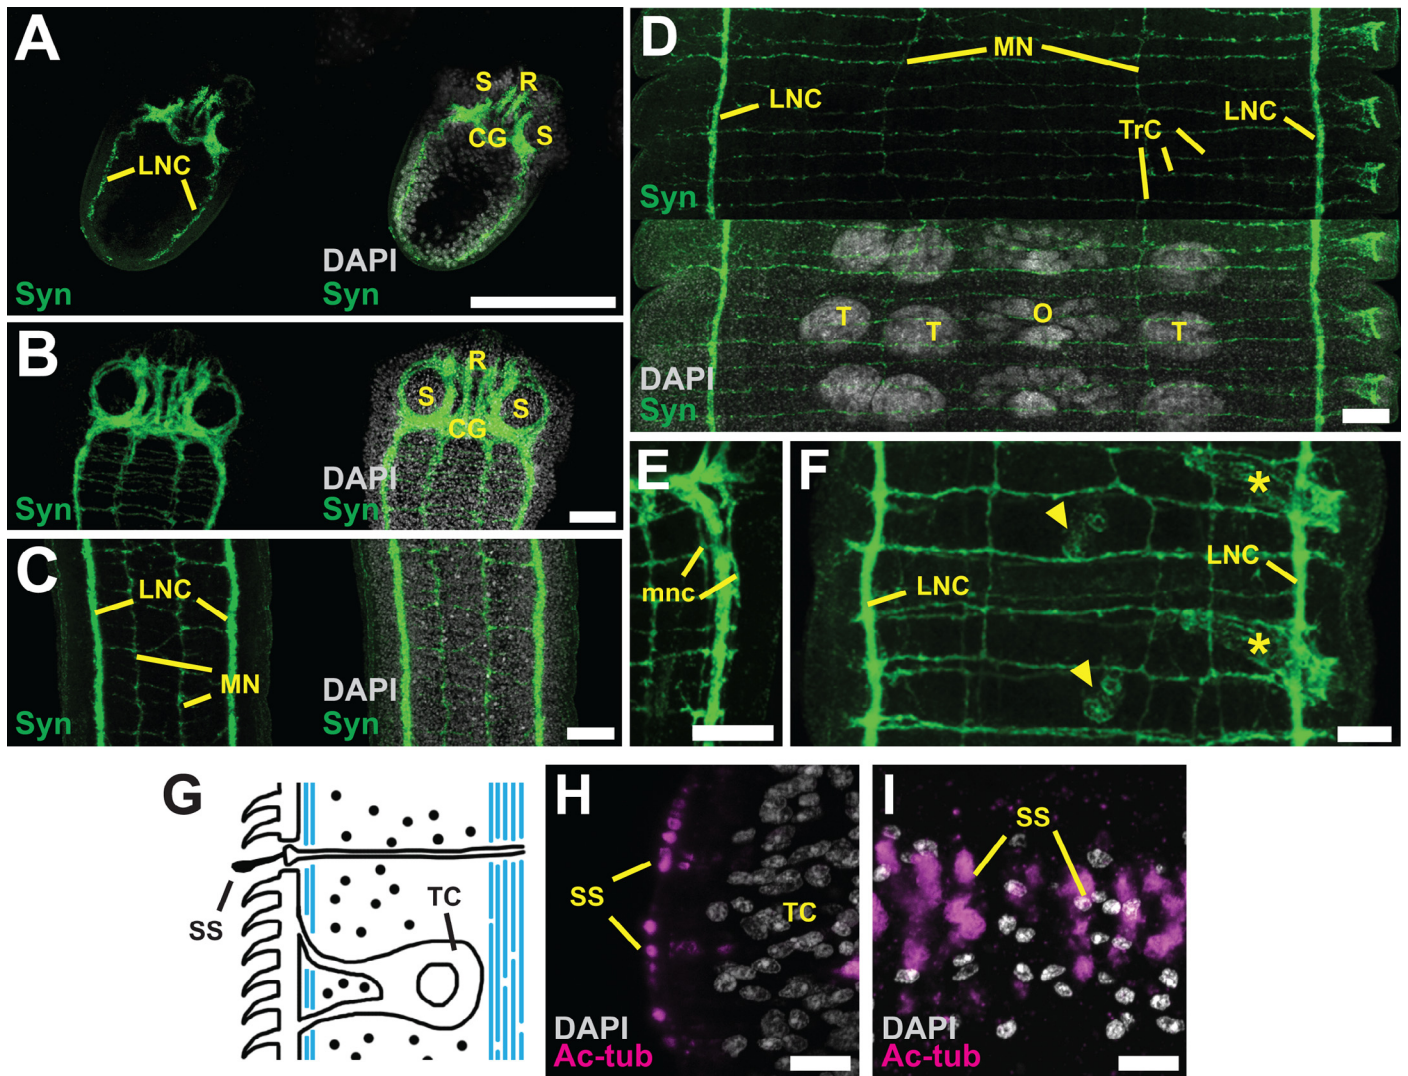 A
S
R
CG
S
LNC
DAPI
Syn
Syn
B
R
S
S
CG
DAPI
Syn
Syn
C
LNC
MN
DAPI
Syn
Syn
D
MN
LNC
LNC
TrC
Syn
T
T
O
T
DAPI
Syn
E
mnc
F
*
LNC
LNC
*
G
TC
SS
H
SS
TC
DAPI
Ac-tub
I
SS
DAPI
Ac-tub